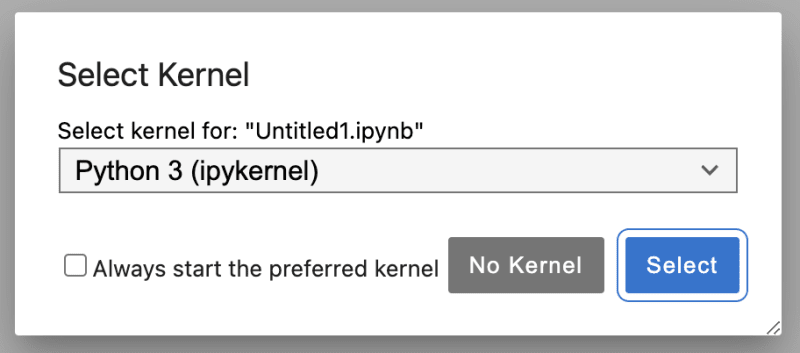 Select Kernel
Select kernel for: "Untitled1.ipynb"
Python 3 (ipykernel)
Always start the preferred kernel No Kernel Select